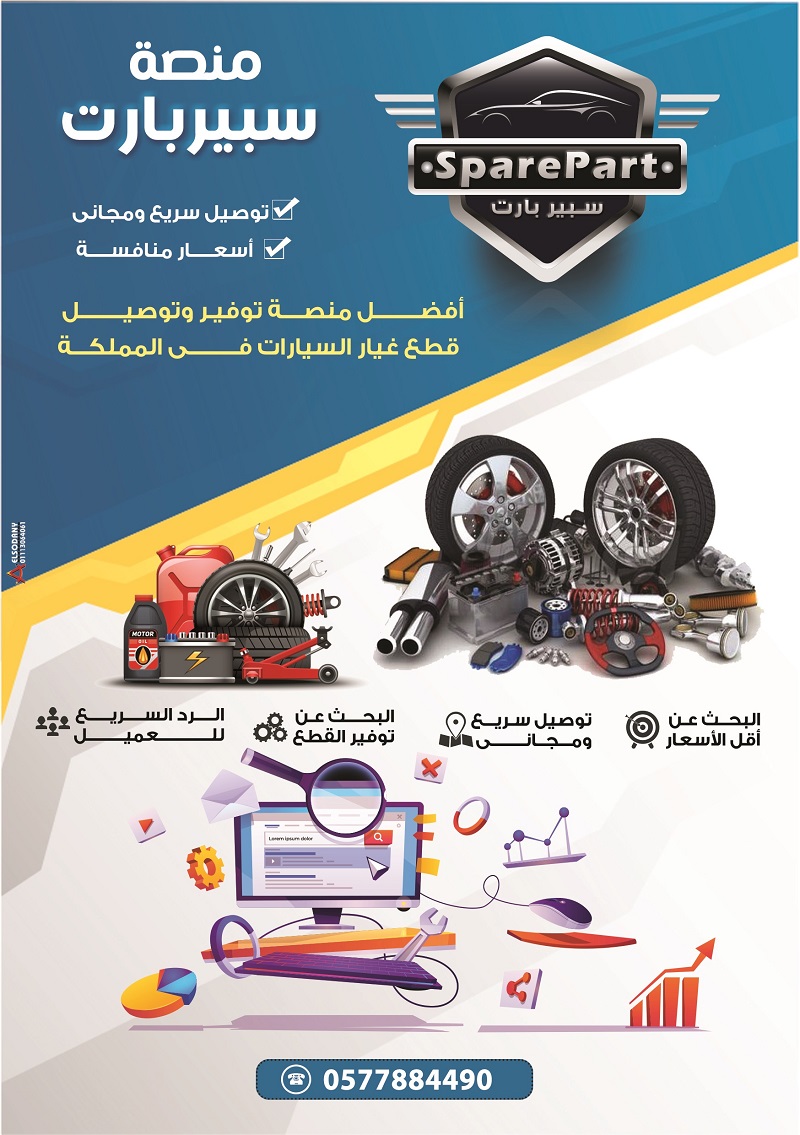 منصة
سبيربارت
SparePart
سبير بارت
توصيل سريع ومجانى
أسعار منافسة
أفضل منصة توفير وتوصيل
قطع غيار السيارات فى المملكة
ELSODANY
01113064061
MOTOR
OIL
البحث عن
أقل الأسعار
توصيل سريع
ومجانى
البحث عن
توفير القطع
الرد السريع
للعميل
Lorem ipsum dolor
0577884490